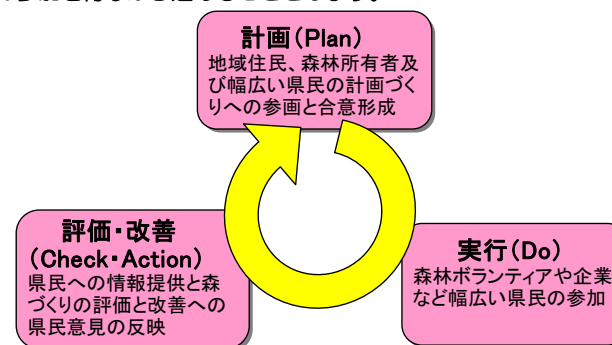 計画(Plan)
地域住民、森林所有者及
び幅広い県民の計画づく
りへの参画と合意形成
評価・改善
(Check・Action)
県民への情報提供と森
づくりの評価と改善への
県民意見の反映
実行(Do)
森林ボランティアや企業
など幅広い県民の参加